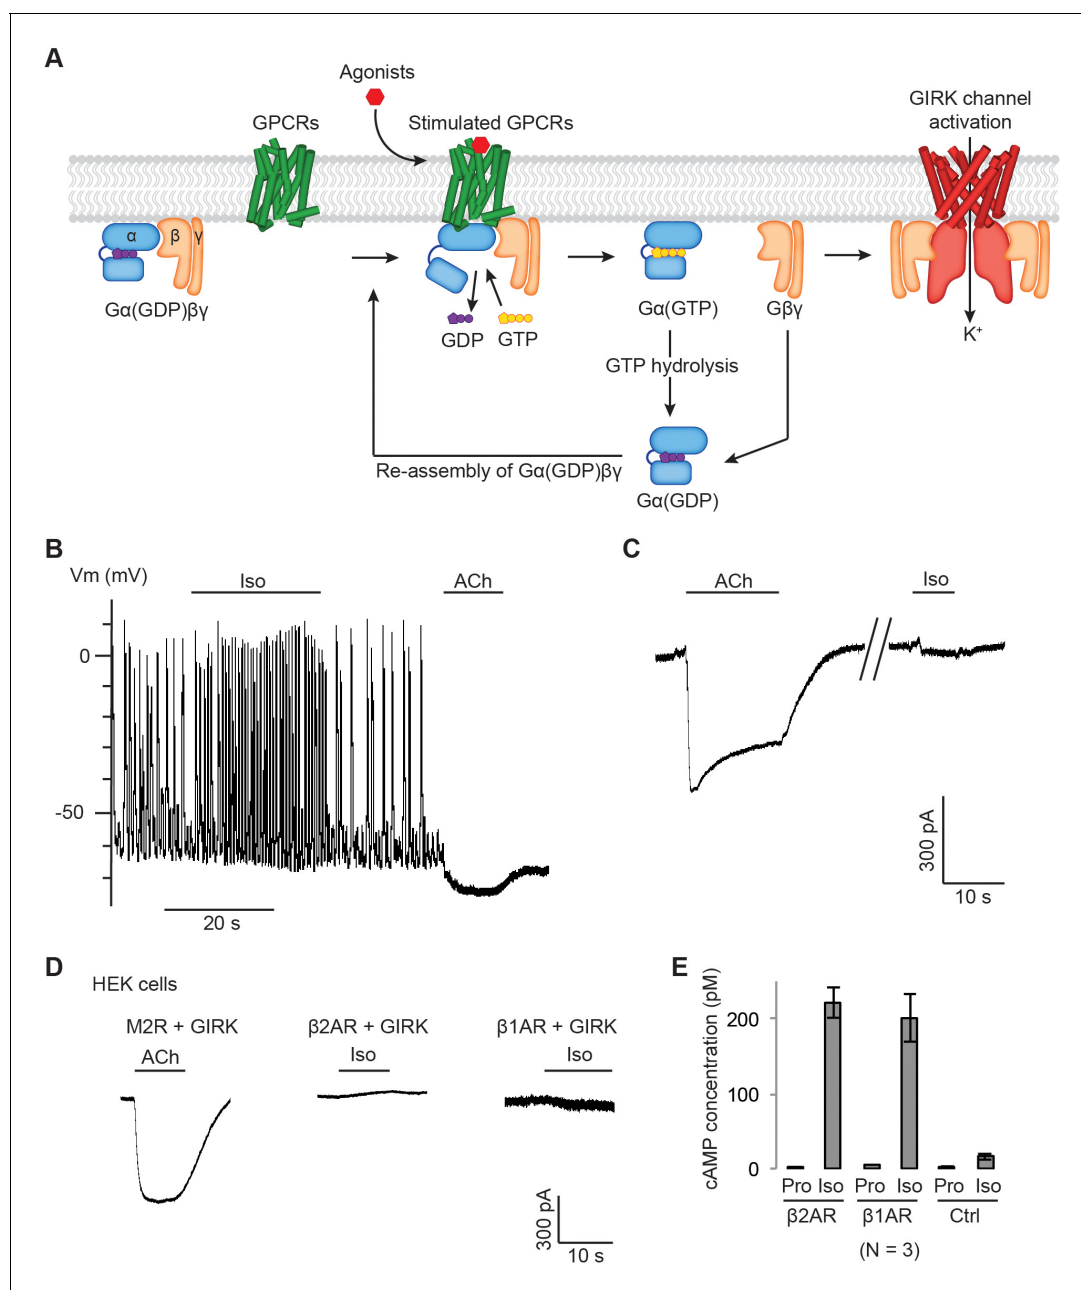 A
Agonists
GPCRs
Stimulated GPCRs
GIRK channel
activation
α
β
γ
Gα(GDP)βγ
GDP
GTP
Gα(GTP)
Gβγ
K+
GTP hydrolysis
Re-assembly of Gα(GDP)βγ
Gα(GDP)
B
Vm (mV)
Iso
ACh
0
-50
20 s
C
ACh
Iso
300 pA
10 s
D
HEK cells
M2R + GIRK
ACh
β2AR + GIRK
Iso
β1AR + GIRK
Iso
300 pA
10 s
E
cAMP concentration (pM)
200
100
0
Pro Iso Pro Iso Pro Iso
β2AR β1AR Ctrl
(N = 3)